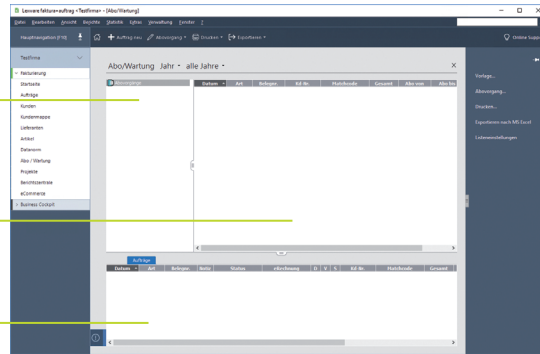 Lexware faktura+auftrag «Testfirma» - [Abo/Wartung]
Datei Bearbeiten Ansicht Berichte Statistik Extras Verwaltung Fenster ?
Hauptnavigation [F10]
Auftrag neu Abovorgang Drucken Exportieren
Online Supp
Testfirma
Fakturierung
Startseite
Aufträge
Kunden
Kundenmappe
Lieferanten
Artikel
Datanorm
Abo / Wartung
Projekte
Berichtszentrale
eCommerce
Business Cockpit
Abo/Wartung Jahr - alle Jahre
Abovorgänge
Datum Art Belegnr. Kd-Nr. Matchcode Gesamt Abo von Abo bis
Aufträge
Datum Art Belegnr. Notiz Status eRechnung D V S Kd-Nr. Matchcode Gesamt
Vorlage...
Abovorgang...
Drucken...
Exportieren nach MS Excel
Listeneinstellungen